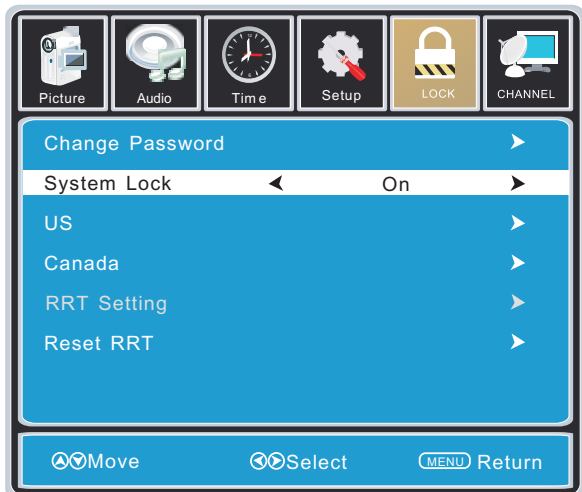 Picture Audio Time Setup LOCK CHANNEL
Change Password
System Lock On
US
Canada
RRT Setting
Reset RRT
Move Select MENU Return